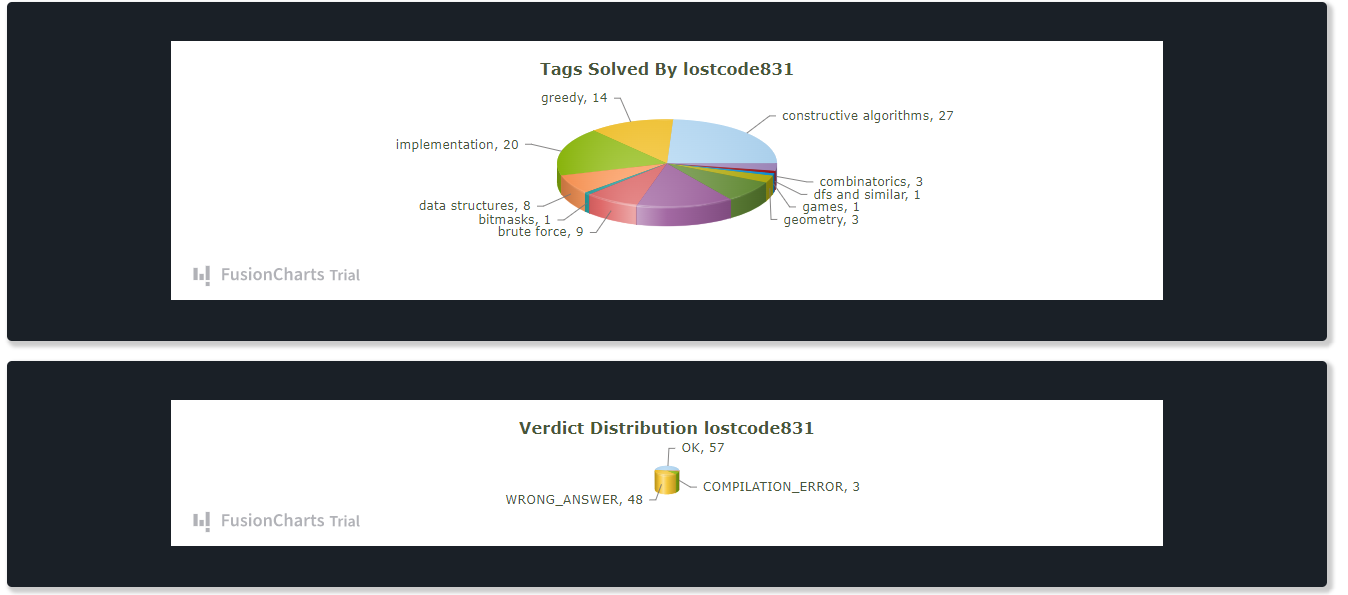 Tags Solved By lostcode831
greedy, 14
constructive algorithms, 27
implementation, 20
combinatorics, 3
dfs and similar, 1
data structures, 8
games, 1
bitmasks, 1
geometry, 3
brute force, 9
FusionCharts Trial
Verdict Distribution lostcode831
OK, 57
COMPILATION_ERROR, 3
WRONG_ANSWER, 48
FusionCharts Trial